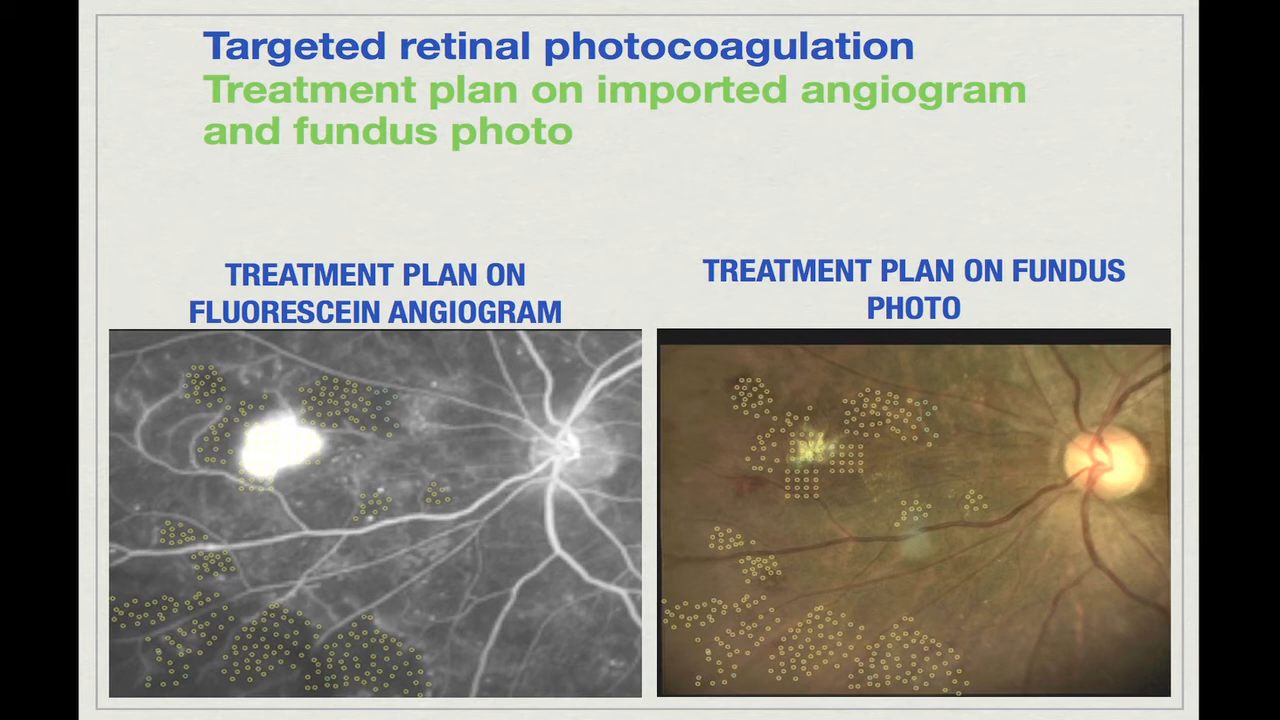 Targeted retinal photocoagulation
Treatment plan on imported angiogram
and fundus photo
TREATMENT PLAN ON
FLUORESCEIN ANGIOGRAM
TREATMENT PLAN ON FUNDUS
PHOTO